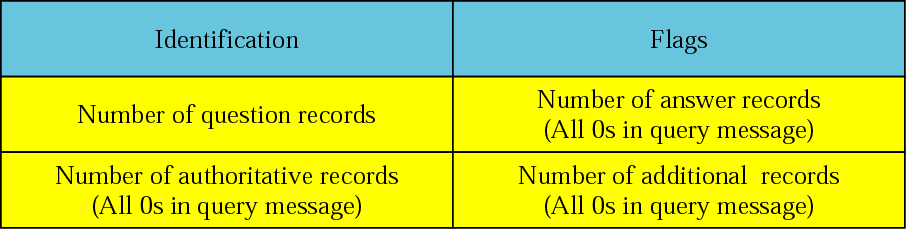 Identification
Flags
Number of question records
Number of answer records
(All 0s in query message)
Number of authoritative records
(All 0s in query message)
Number of additional records
(All 0s in query message)